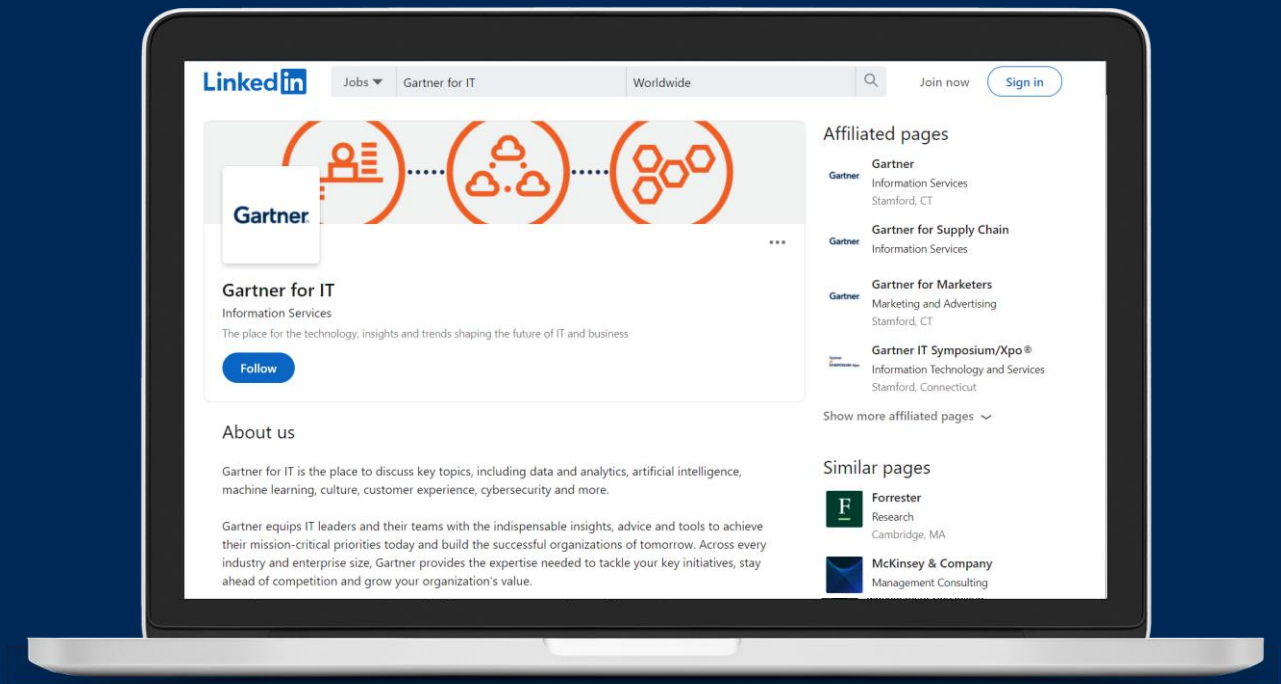 Linked in
Jobs
Gartner for IT
Worldwide
Join now
Sign in
Gartner
Gartner for IT
Information Services
The place for the technology, insights and trends shaping the future of IT and business
Follow
About us
Gartner for IT is the place to discuss key topics, including data and analytics, artificial intelligence,
machine learning, culture, customer experience, cybersecurity and more.
Gartner equips IT leaders and their teams with the indispensable insights, advice and tools to achieve
their mission-critical priorities today and build the successful organizations of tomorrow. Across every
industry and enterprise size, Gartner provides the expertise needed to tackle your key initiatives, stay
ahead of competition and grow your organization's value.
Affiliated pages
Gartner
Gartner
Information Services
Stamford, CT
Gartner
Gartner for Supply Chain
Information Services
Gartner
Gartner for Marketers
Marketing and Advertising
Stamford, CT
Gartner IT Symposium/Xpo®
Information Technology and Services
Stamford, Connecticut
Show more affiliated pages
Similar pages
F
Forrester
Research
Cambridge, MA
McKinsey & Company
Management Consulting